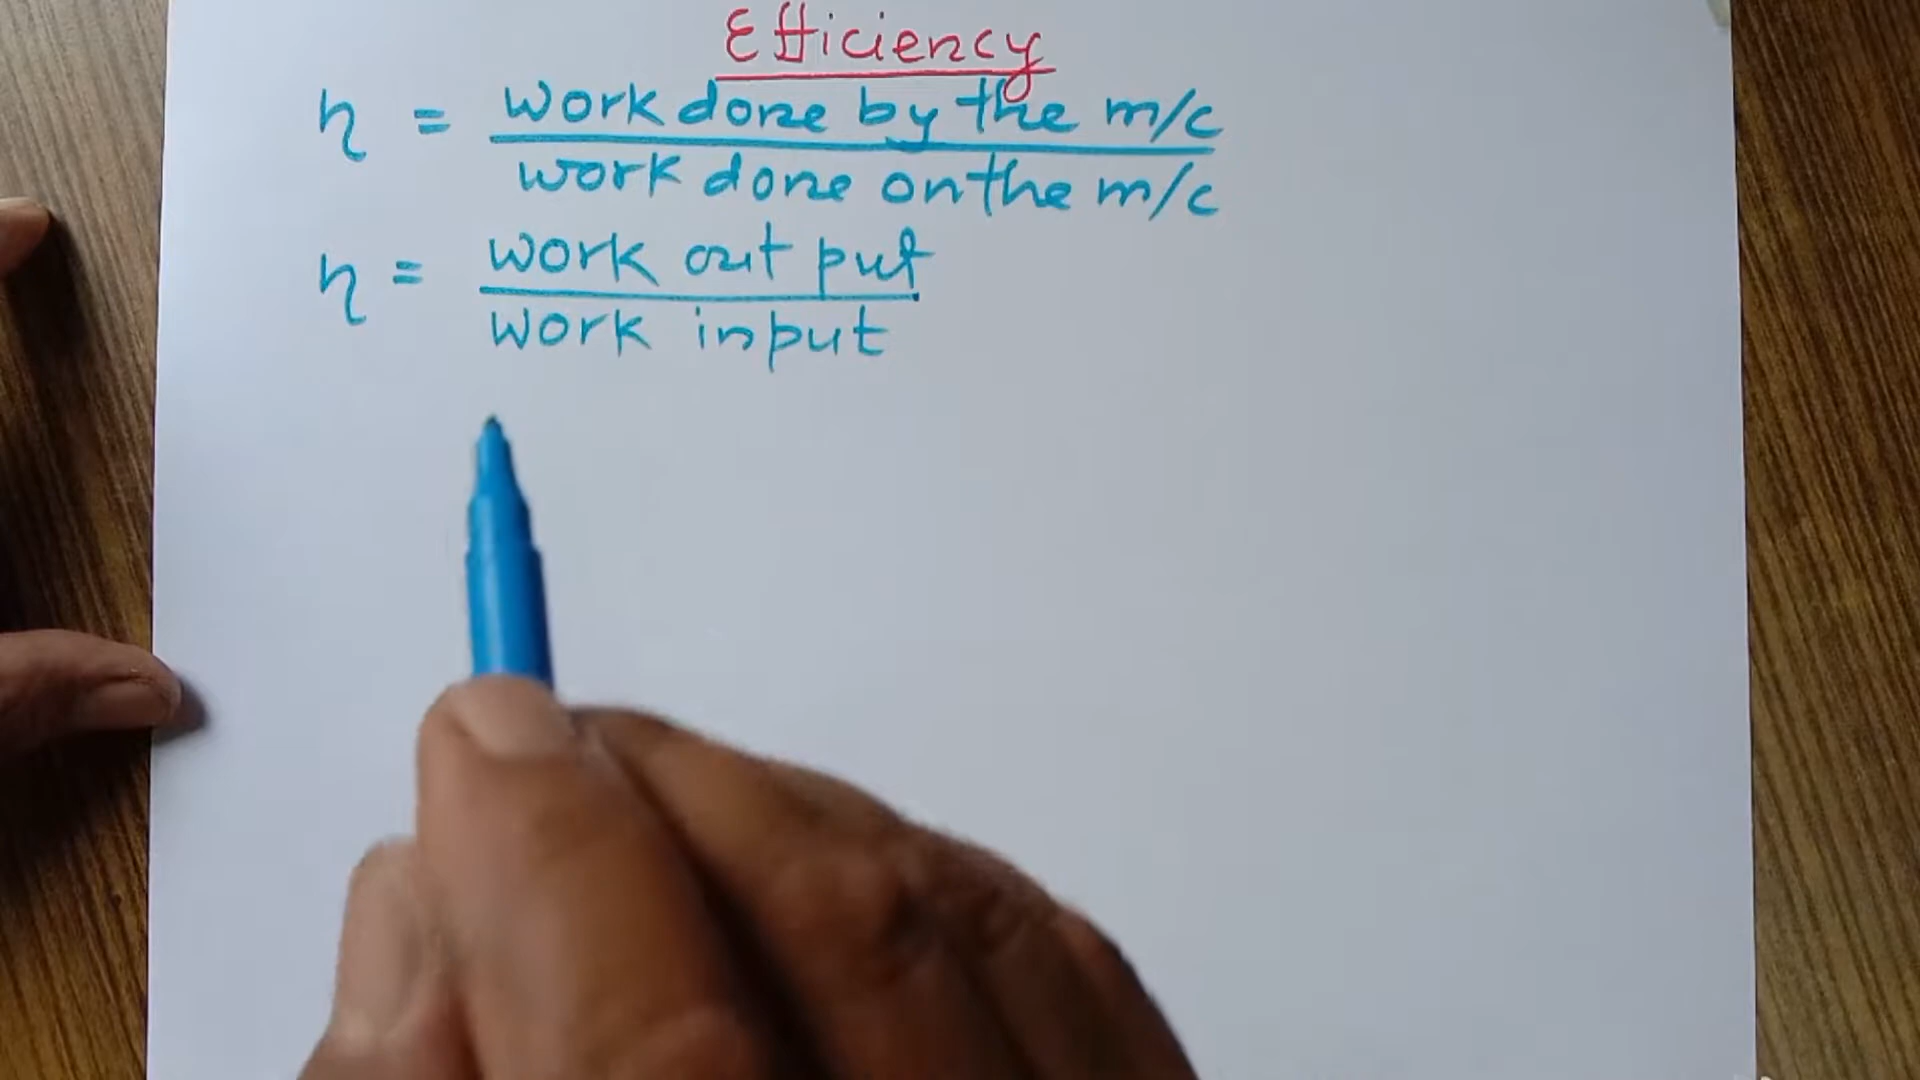 Efficiency
η = work done by the m/c
work done on the m/c
η = work out put
work input